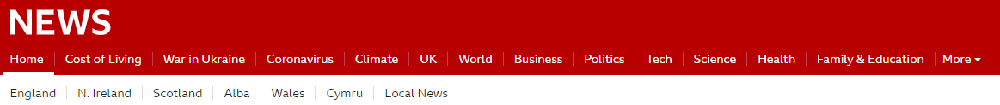 NEWS
Home Cost of Living War in Ukraine Coronavirus Climate UK World Business Politics Tech Science Health Family & Education More
England N. Ireland Scotland Alba Wales Cymru Local News